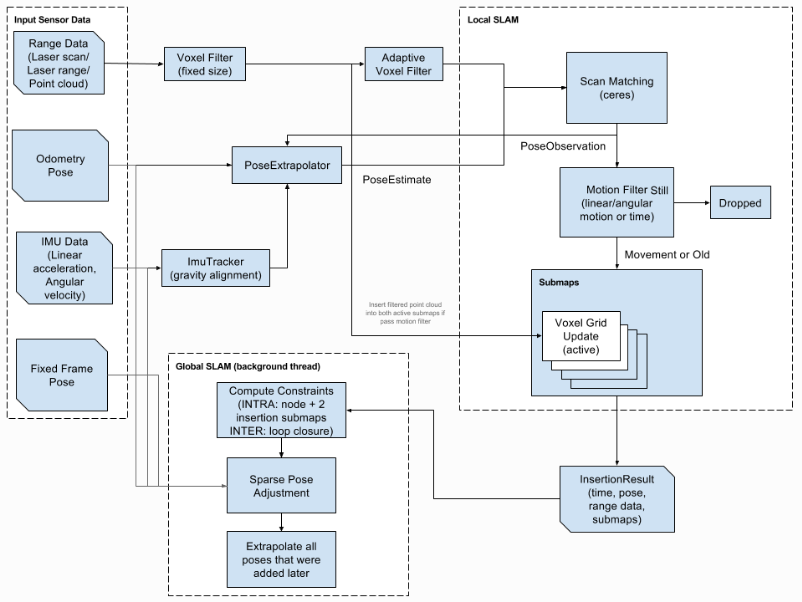 Input Sensor Data
Range Data
(Laser scan/
Laser range/
Point cloud)
Voxel Filter
(fixed size)
Adaptive
Voxel Filter
Local SLAM
Scan Matching
(ceres)
PoseObservation
Odometry
Pose
PoseExtrapolator
PoseEstimate
Motion Filter Still
(linear/angular
motion or time)
Dropped
Movement or Old
IMU Data
(Linear
acceleration,
Angular
velocity)
ImuTracker
(gravity alignment)
Submaps
Insert filtered point cloud
into both active submaps if
pass motion filter
Voxel Grid
Update
(active)
Fixed Frame
Pose
Global SLAM (background thread)
Compute Constraints
(INTRA: node + 2
insertion submaps
INTER: loop closure)
Sparse Pose
Adjustment
Extrapolate all
poses that were
added later
InsertionResult
(time, pose,
range data,
submaps)